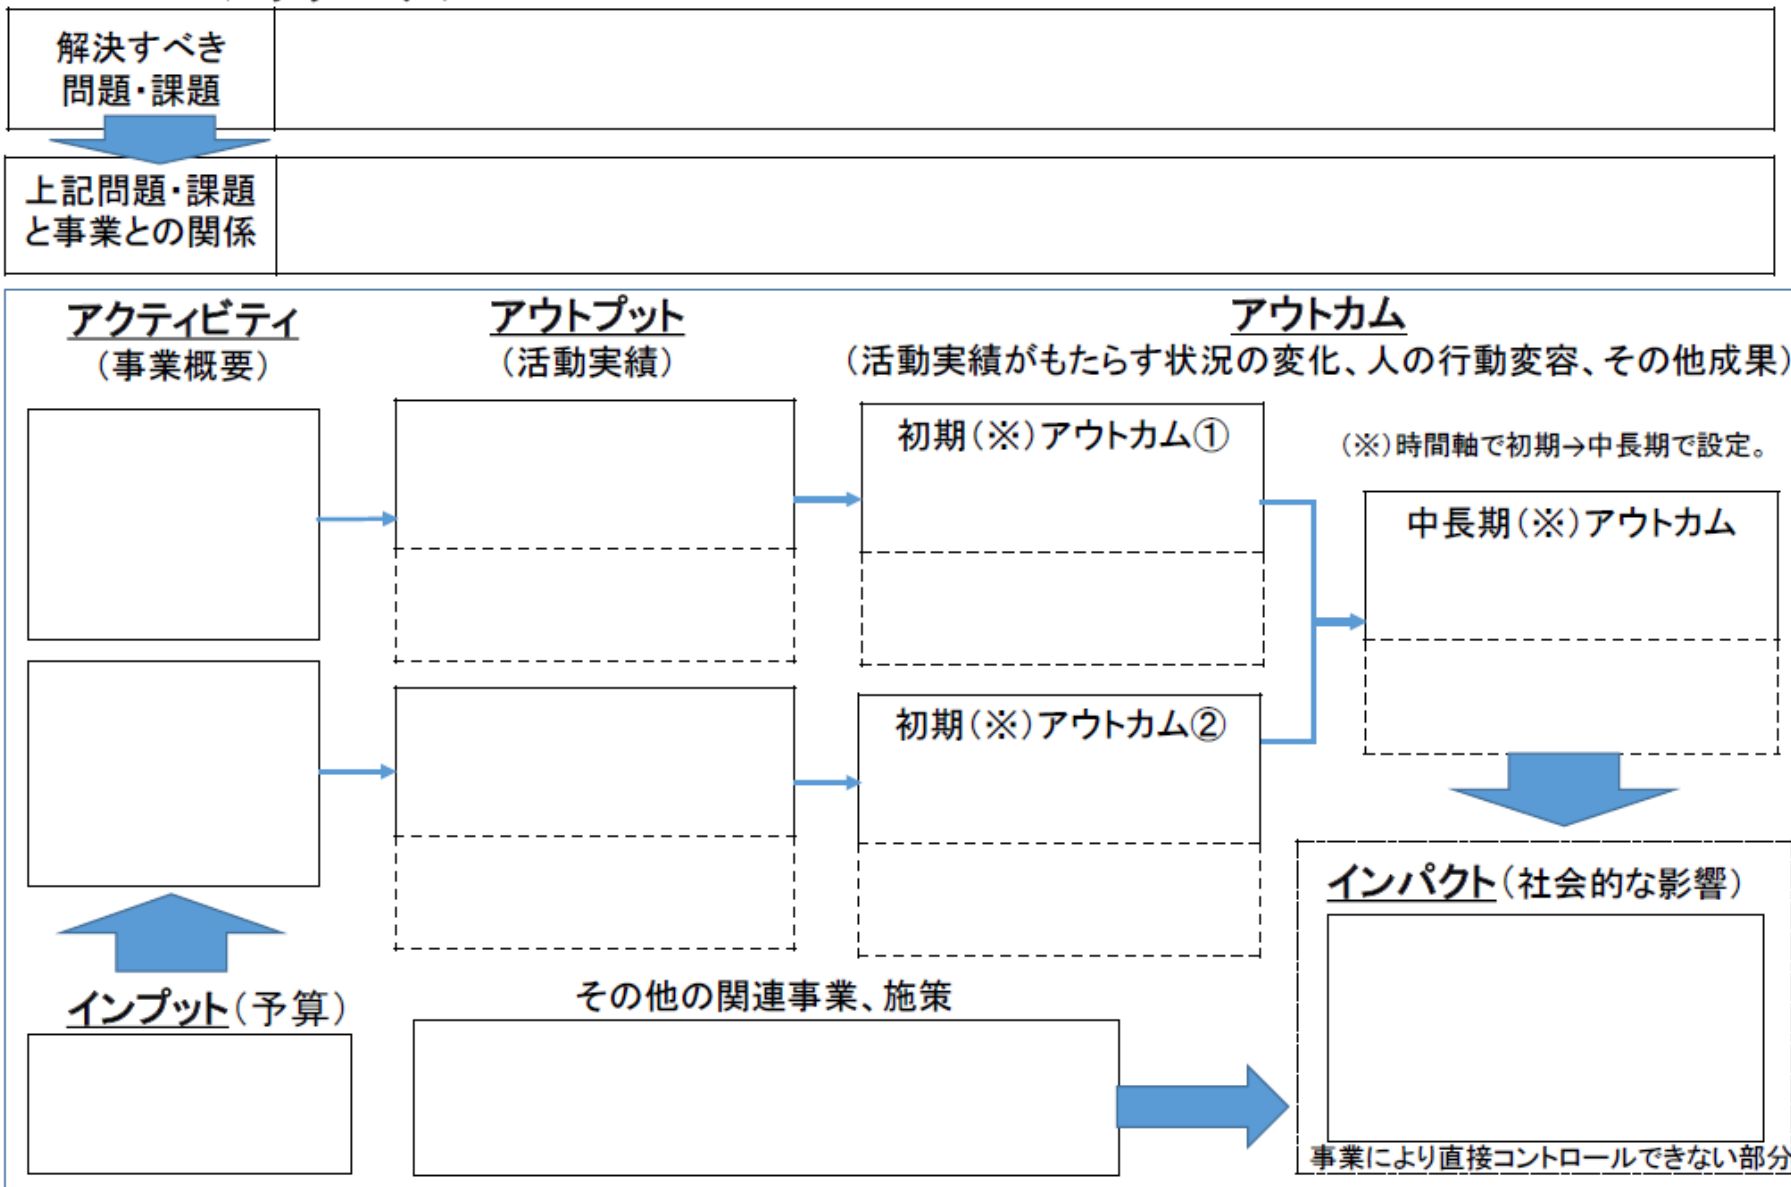 解決すべき
問題・課題
上記問題・課題
と事業との関係
アクティビティ
（事業概要）
アウトプット
（活動実績）
アウトカム
（活動実績がもたらす状況の変化、人の行動変容、その他成果）
初期（※）アウトカム①
（※）時間軸で初期→中長期で設定。
中長期（※）アウトカム
初期（※）アウトカム②
インパクト（社会的な影響）
インプット（予算）
その他の関連事業、施策
事業により直接コントロールできない部分